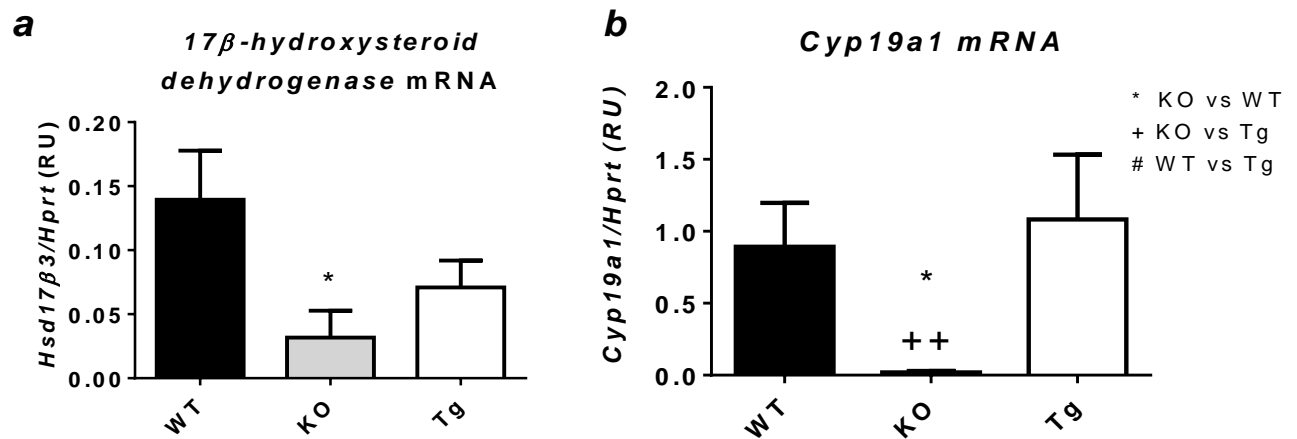 a
17β-hydroxysteroid
dehydrogenase mRNA
Hsd17β3/Hprt (RU)
0.20
0.15
0.10
0.05
0.00
*
WT
KO
Tg
b
Cyp19a1 mRNA
Cyp19a1/Hprt (RU)
2.0
1.5
1.0
0.5
0.0
*
++
WT
KO
Tg
* KO vs WT
+ KO vs Tg
# WT vs Tg